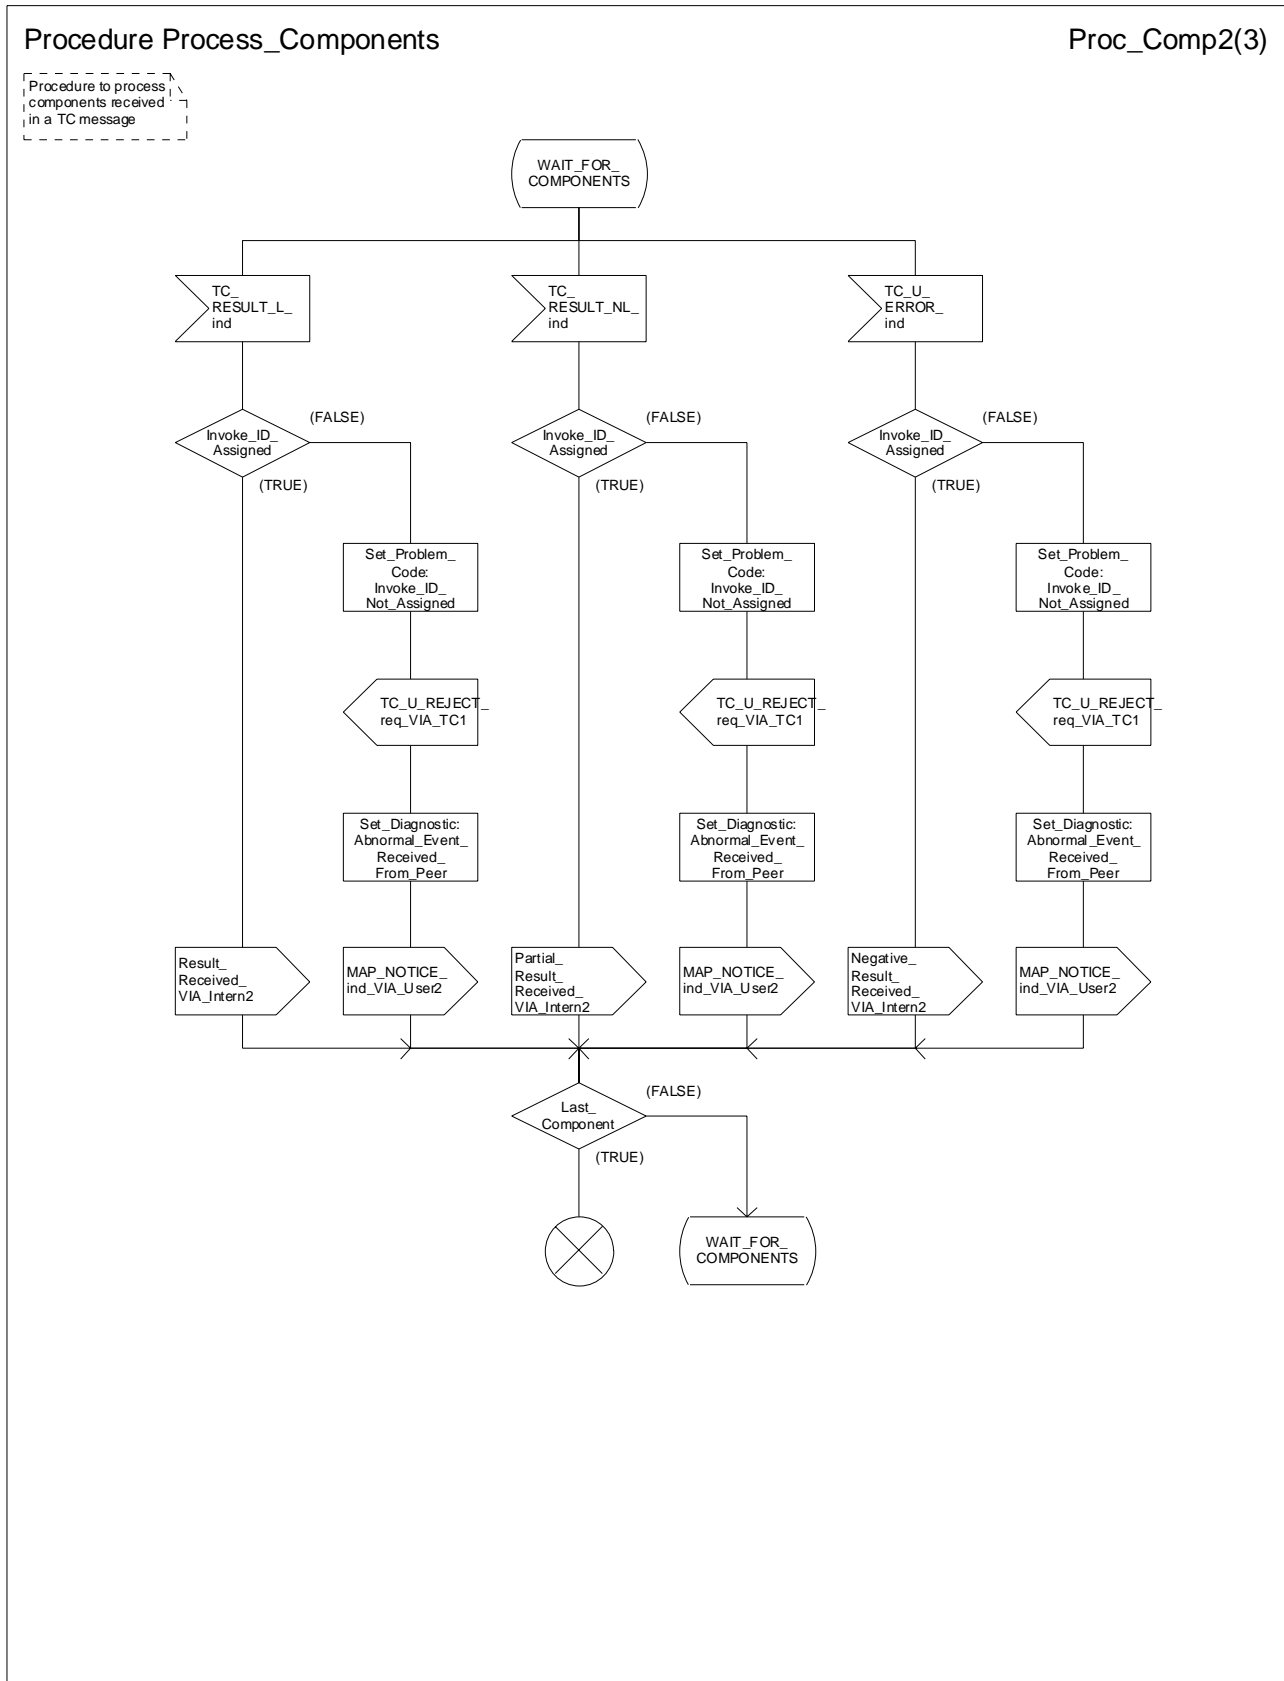 Procedure Process_Components
Proc_Comp2(3)
Procedure to process
components received
in a TC message
WAIT_FOR_
COMPONENTS
TC_
RESULT_L_
ind
TC_
RESULT_NL_
ind
TC_U_
ERROR_
ind
Invoke_ID_
Assigned
(FALSE)
(TRUE)
Invoke_ID_
Assigned
(FALSE)
(TRUE)
Invoke_ID_
Assigned
(FALSE)
(TRUE)
Set_Problem_
Code:
Invoke_ID_
Not_Assigned
Set_Problem_
Code:
Invoke_ID_
Not_Assigned
Set_Problem_
Code:
Invoke_ID_
Not_Assigned
TC_U_REJECT_
req_VIA_TC1
TC_U_REJECT_
req_VIA_TC1
TC_U_REJECT_
req_VIA_TC1
Set_Diagnostic:
Abnormal_Event_
Received_
From_Peer
Set_Diagnostic:
Abnormal_Event_
Received_
From_Peer
Set_Diagnostic:
Abnormal_Event_
Received_
From_Peer
Result_
Received_
VIA_Intern2
MAP_NOTICE_
ind_VIA_User2
Partial_
Result_
Received_
VIA_Intern2
MAP_NOTICE_
ind_VIA_User2
Negative_
Result_
Received_
VIA_Intern2
MAP_NOTICE_
ind_VIA_User2
Last_
Component
(FALSE)
(TRUE)
WAIT_FOR_
COMPONENTS